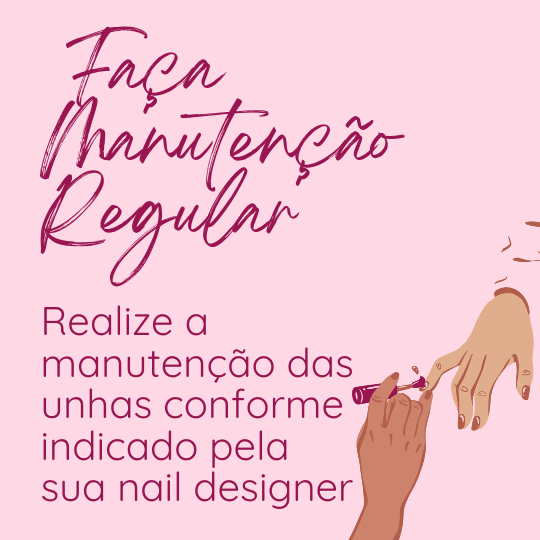 Faça
Manutenção
Regular
Realize a
manutenção das
unhas conforme
indicado pela
sua nail designer